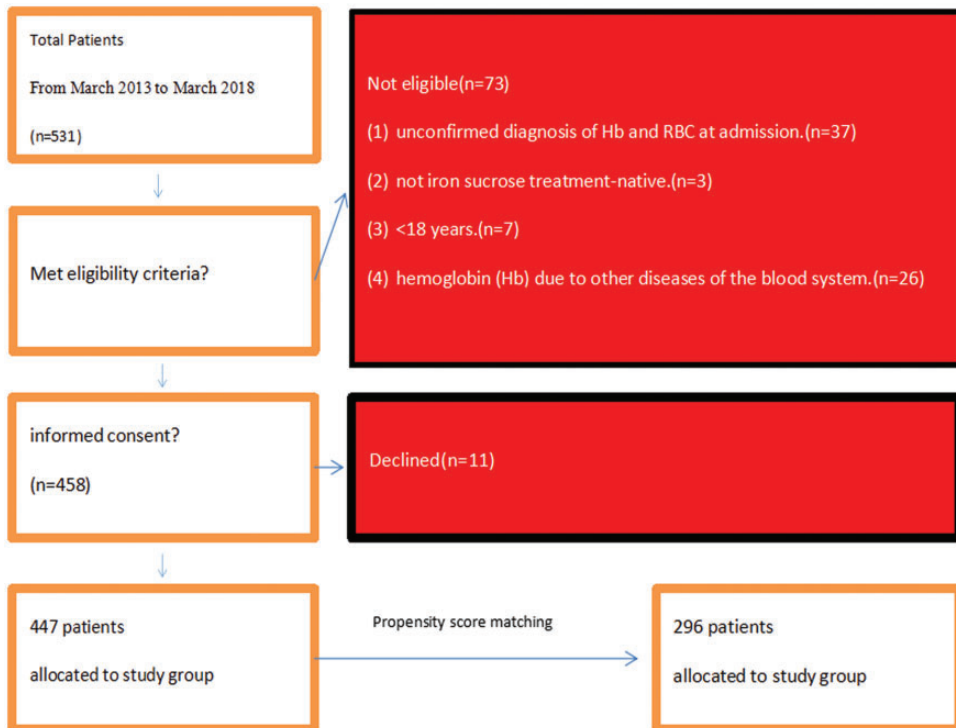 Total Patients
From March 2013 to March 2018
(n=531)
Not eligible(n=73)
(1) unconfirmed diagnosis of Hb and RBC at admission.(n=37)
(2) not iron sucrose treatment-native.(n=3)
(3) <18 years.(n=7)
(4) hemoglobin (Hb) due to other diseases of the blood system.(n=26)
Met eligibility criteria?
informed consent?
(n=458)
Declined(n=11)
447 patients
allocated to study group
Propensity score matching
296 patients
allocated to study group